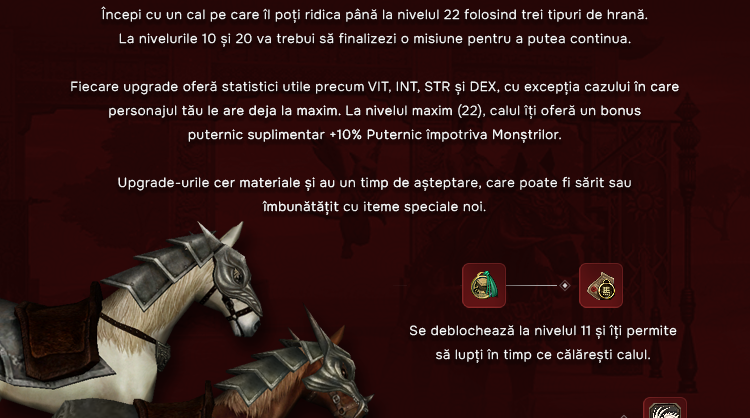 Începi cu un cal pe care îl poți ridica până la nivelul 22 folosind trei tipuri de hrană.
La nivelurile 10 și 20 va trebui să finalizezi o misiune pentru a putea continua.
Fiecare upgrade oferă statistici utile precum VIT, INT, STR și DEX, cu excepția cazului în care
personajul tău le are deja la maxim. La nivelul maxim (22), calul îți oferă un bonus
puternic suplimentar +10% Puternic împotriva Monștrilor.
Upgrade-urile cer materiale și au un timp de așteptare, care poate fi sărit sau
îmbunătățit cu iteme speciale noi.
Se deblochează la nivelul 11 și îți permite
să lupți în timp ce călărești calul.